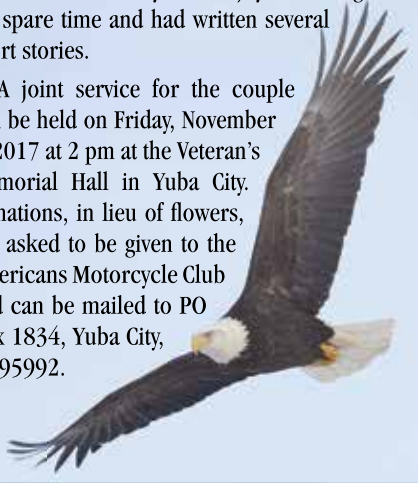 spare time and had written several
rt stories.
A joint service for the couple
be held on Friday, November
2017 at 2 pm at the Veteran's
morial Hall in Yuba City.
nations, in lieu of flowers,
asked to be given to the
ericans Motorcycle Club
d can be mailed to PO
x 1834, Yuba City,
95992.